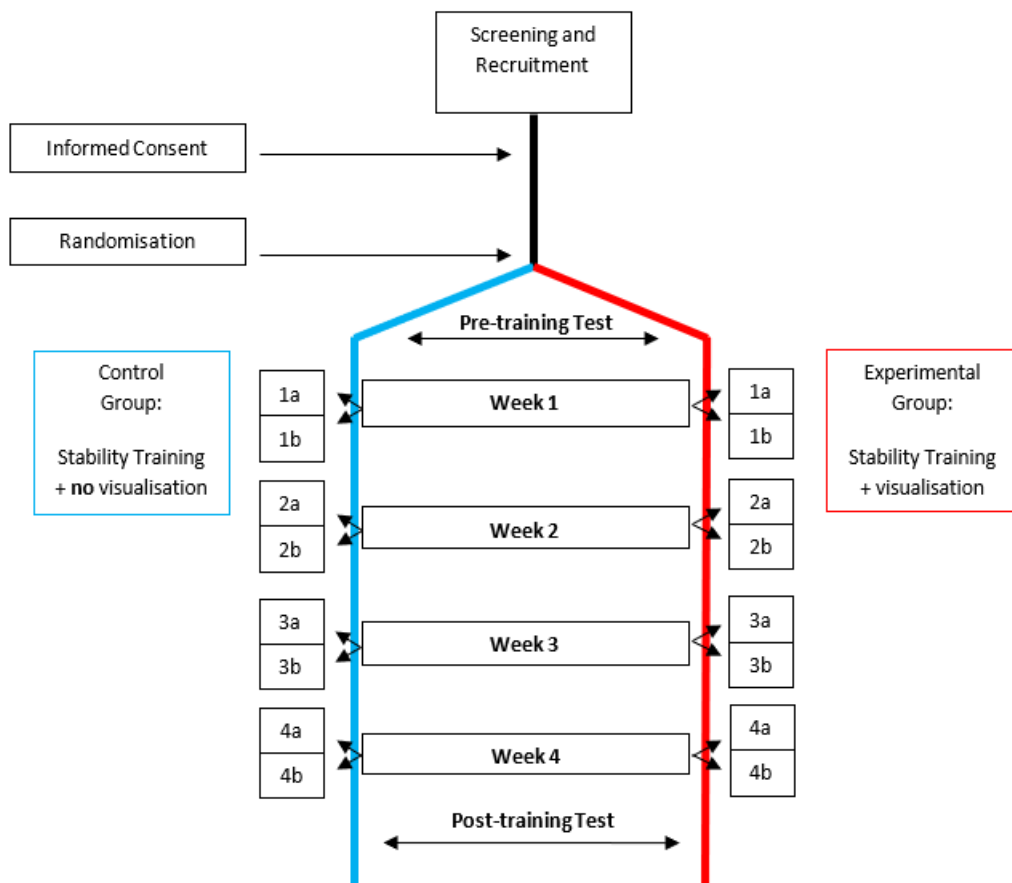 Screening and
Recruitment
Informed Consent
Randomisation
Pre-training Test
Control
Group:
Stability Training
+ no visualisation
1a
1b
Week 1
1a
1b
Experimental
Group:
Stability Training
+ visualisation
2a
2b
Week 2
2a
2b
3a
3b
Week 3
3a
3b
4a
4b
Week 4
4a
4b
Post-training Test